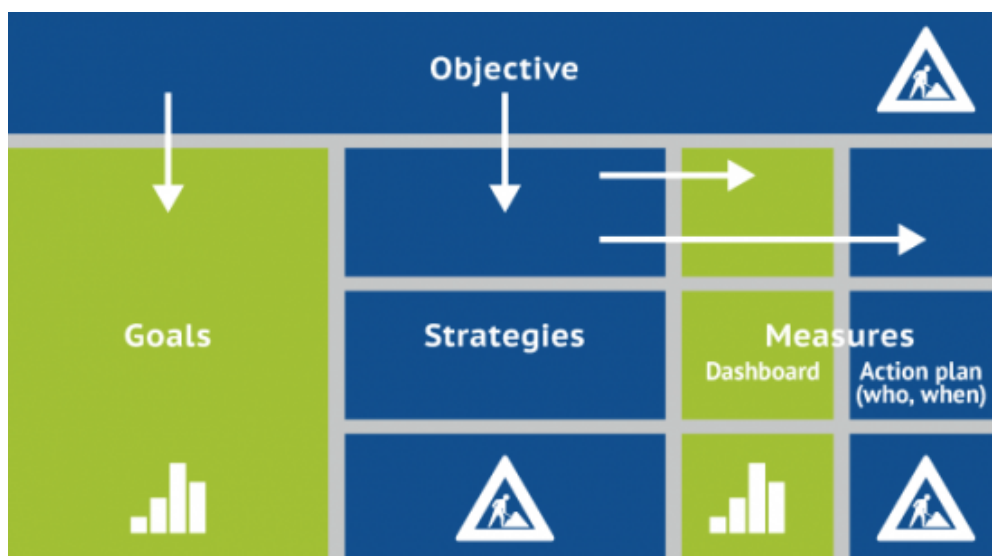 Objective
Goals
Strategies
Measures
Dashboard
Action plan
(who, when)